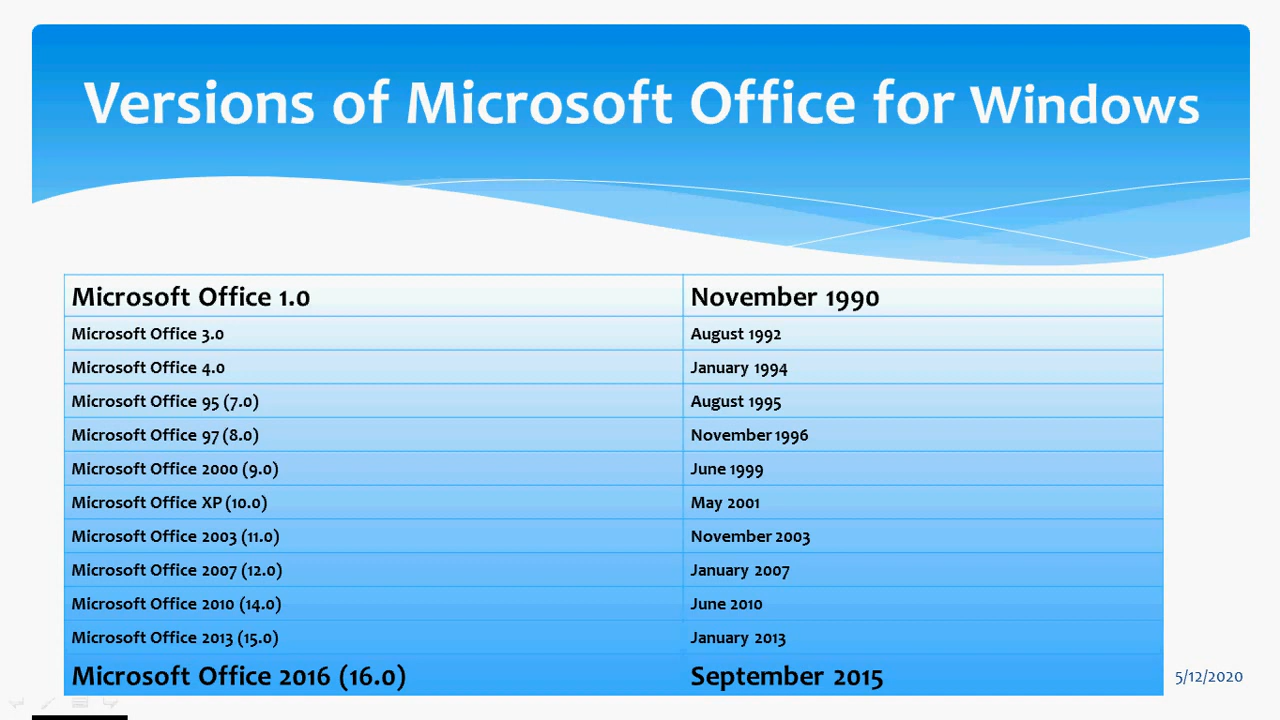 Versions of Microsoft Office for Windows
Microsoft Office 1.0 November 1990
Microsoft Office 3.0 August 1992
Microsoft Office 4.0 January 1994
Microsoft Office 95 (7.0) August 1995
Microsoft Office 97 (8.0) November 1996
Microsoft Office 2000 (9.0) June 1999
Microsoft Office XP (10.0) May 2001
Microsoft Office 2003 (11.0) November 2003
Microsoft Office 2007 (12.0) January 2007
Microsoft Office 2010 (14.0) June 2010
Microsoft Office 2013 (15.0) January 2013
Microsoft Office 2016 (16.0) September 2015
5/12/2020